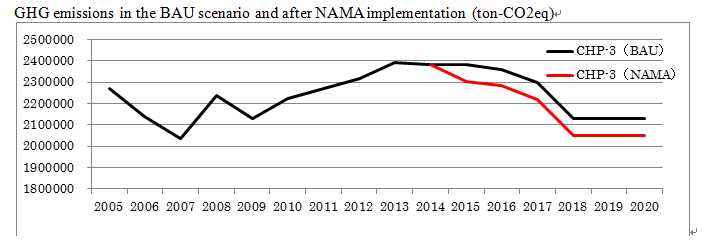 GHG emissions in the BAU scenario and after NAMA implementation (ton-CO2eq)
2500000
2400000
2300000
2200000
2100000
2000000
1900000
1800000
CHP-3（BAU）
CHP-3（NAMA）
2005 2006 2007 2008 2009 2010 2011 2012 2013 2014 2015 2016 2017 2018 2019 2020